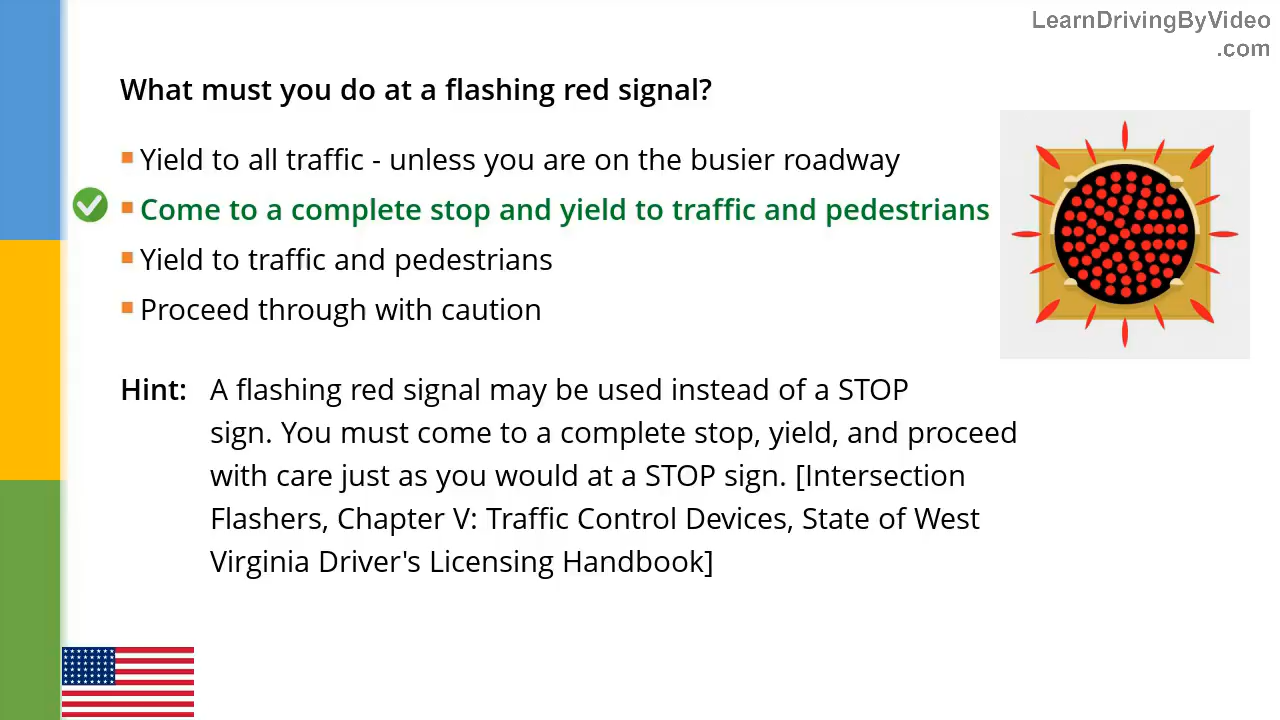 LearnDrivingByVideo
.com
What must you do at a flashing red signal?
Yield to all traffic - unless you are on the busier roadway
Come to a complete stop and yield to traffic and pedestrians
Yield to traffic and pedestrians
Proceed through with caution
Hint: A flashing red signal may be used instead of a STOP
sign. You must come to a complete stop, yield, and proceed
with care just as you would at a STOP sign. [Intersection
Flashers, Chapter V: Traffic Control Devices, State of West
Virginia Driver's Licensing Handbook]